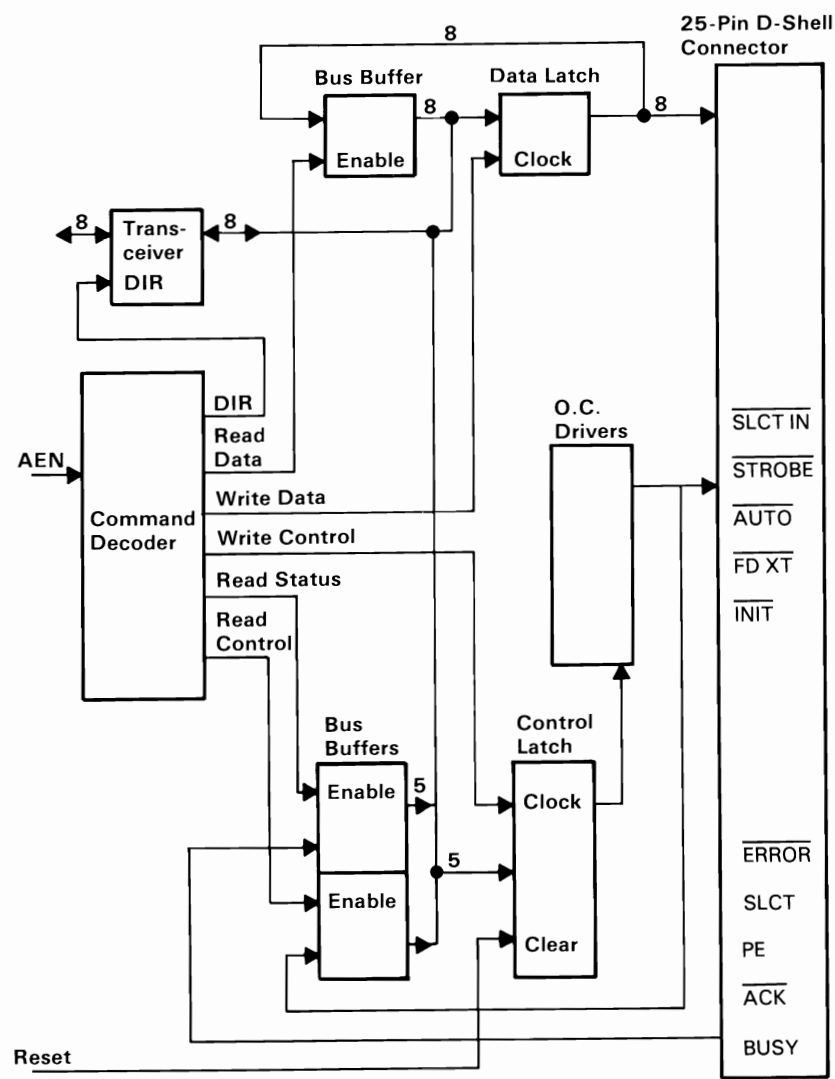 25-Pin D-Shell
Connector
8
Bus Buffer
Data Latch
8
8
Enable
Clock
8
Trans-
ceiver
8
DIR
DIR
Read
Data
AEN
Write Data
Command
Decoder
Write Control
Read Status
Read
Control
O.C.
Drivers
SLCT IN
STROBE
AUTO
FD XT
INIT
Bus
Buffers
Control
Latch
Enable
5
Clock
5
Enable
Clear
ERROR
SLCT
PE
ACK
BUSY
Reset